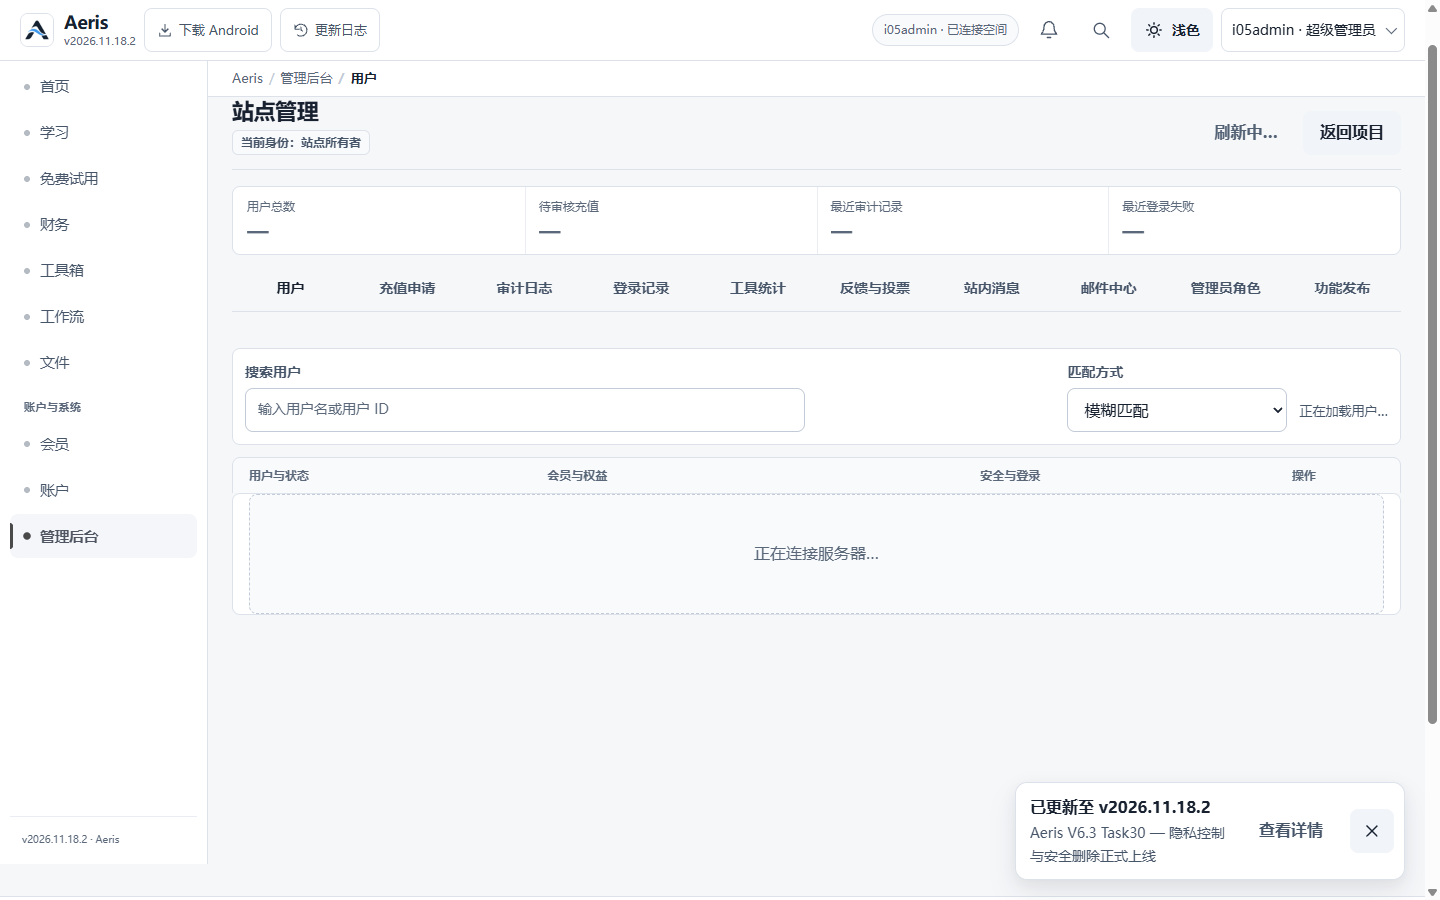 Aeris
v2026.11.18.2
下载 Android
更新日志
i05admin · 已连接空间
浅色
i05admin · 超级管理员
首页
学习
免费试用
财务
工具箱
工作流
文件
账户与系统
会员
账户
管理后台
v2026.11.18.2 · Aeris
Aeris / 管理后台 / 用户
站点管理
当前身份：站点所有者
刷新中...
返回项目
用户总数
—
待审核充值
—
最近审计记录
—
最近登录失败
—
用户
充值申请
审计日志
登录记录
工具统计
反馈与投票
站内消息
邮件中心
管理员角色
功能发布
搜索用户
输入用户名或用户 ID
匹配方式
模糊匹配
正在加载用户...
用户与状态
会员与权益
安全与登录
操作
正在连接服务器...
已更新至 v2026.11.18.2
Aeris V6.3 Task30 — 隐私控制
与安全删除正式上线
查看详情